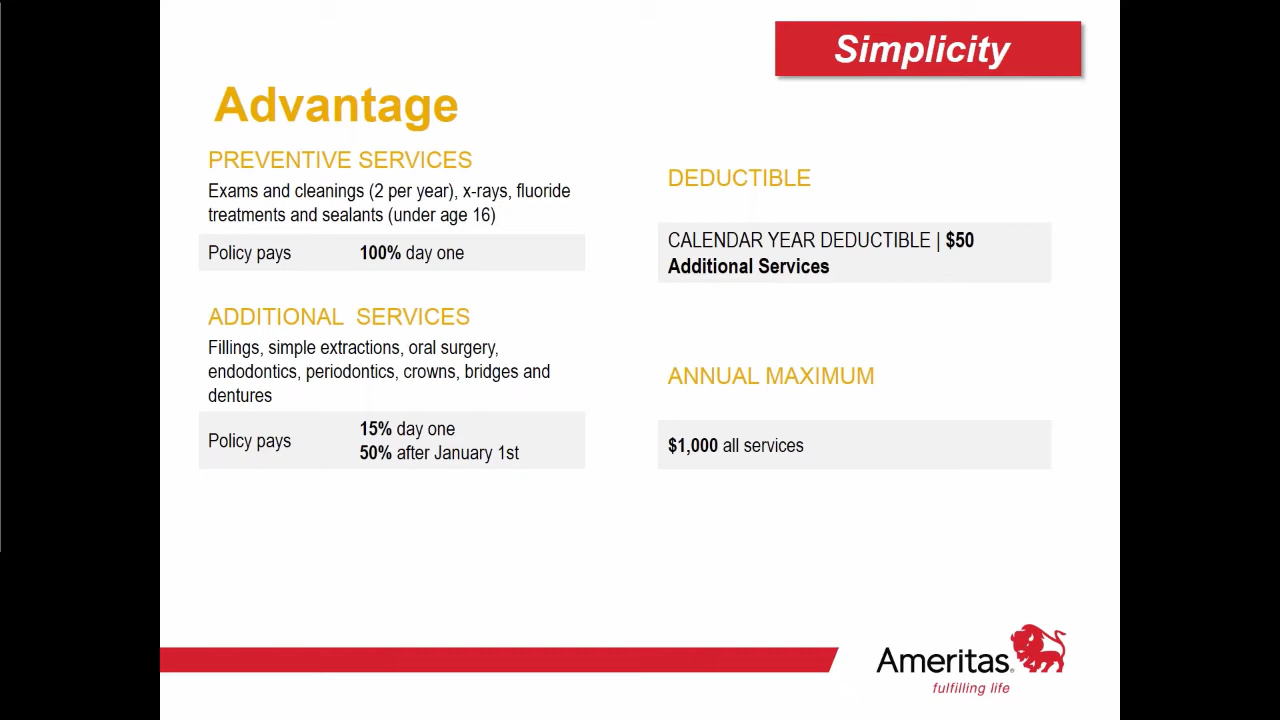 Simplicity
Advantage
PREVENTIVE SERVICES
Exams and cleanings (2 per year), x-rays, fluoride
treatments and sealants (under age 16)
Policy pays 100% day one
ADDITIONAL SERVICES
Fillings, simple extractions, oral surgery,
endodontics, periodontics, crowns, bridges and
dentures
Policy pays
15% day one
50% after January 1st
DEDUCTIBLE
CALENDAR YEAR DEDUCTIBLE | $50
Additional Services
ANNUAL MAXIMUM
$1,000 all services
Ameritas®
fulfilling life